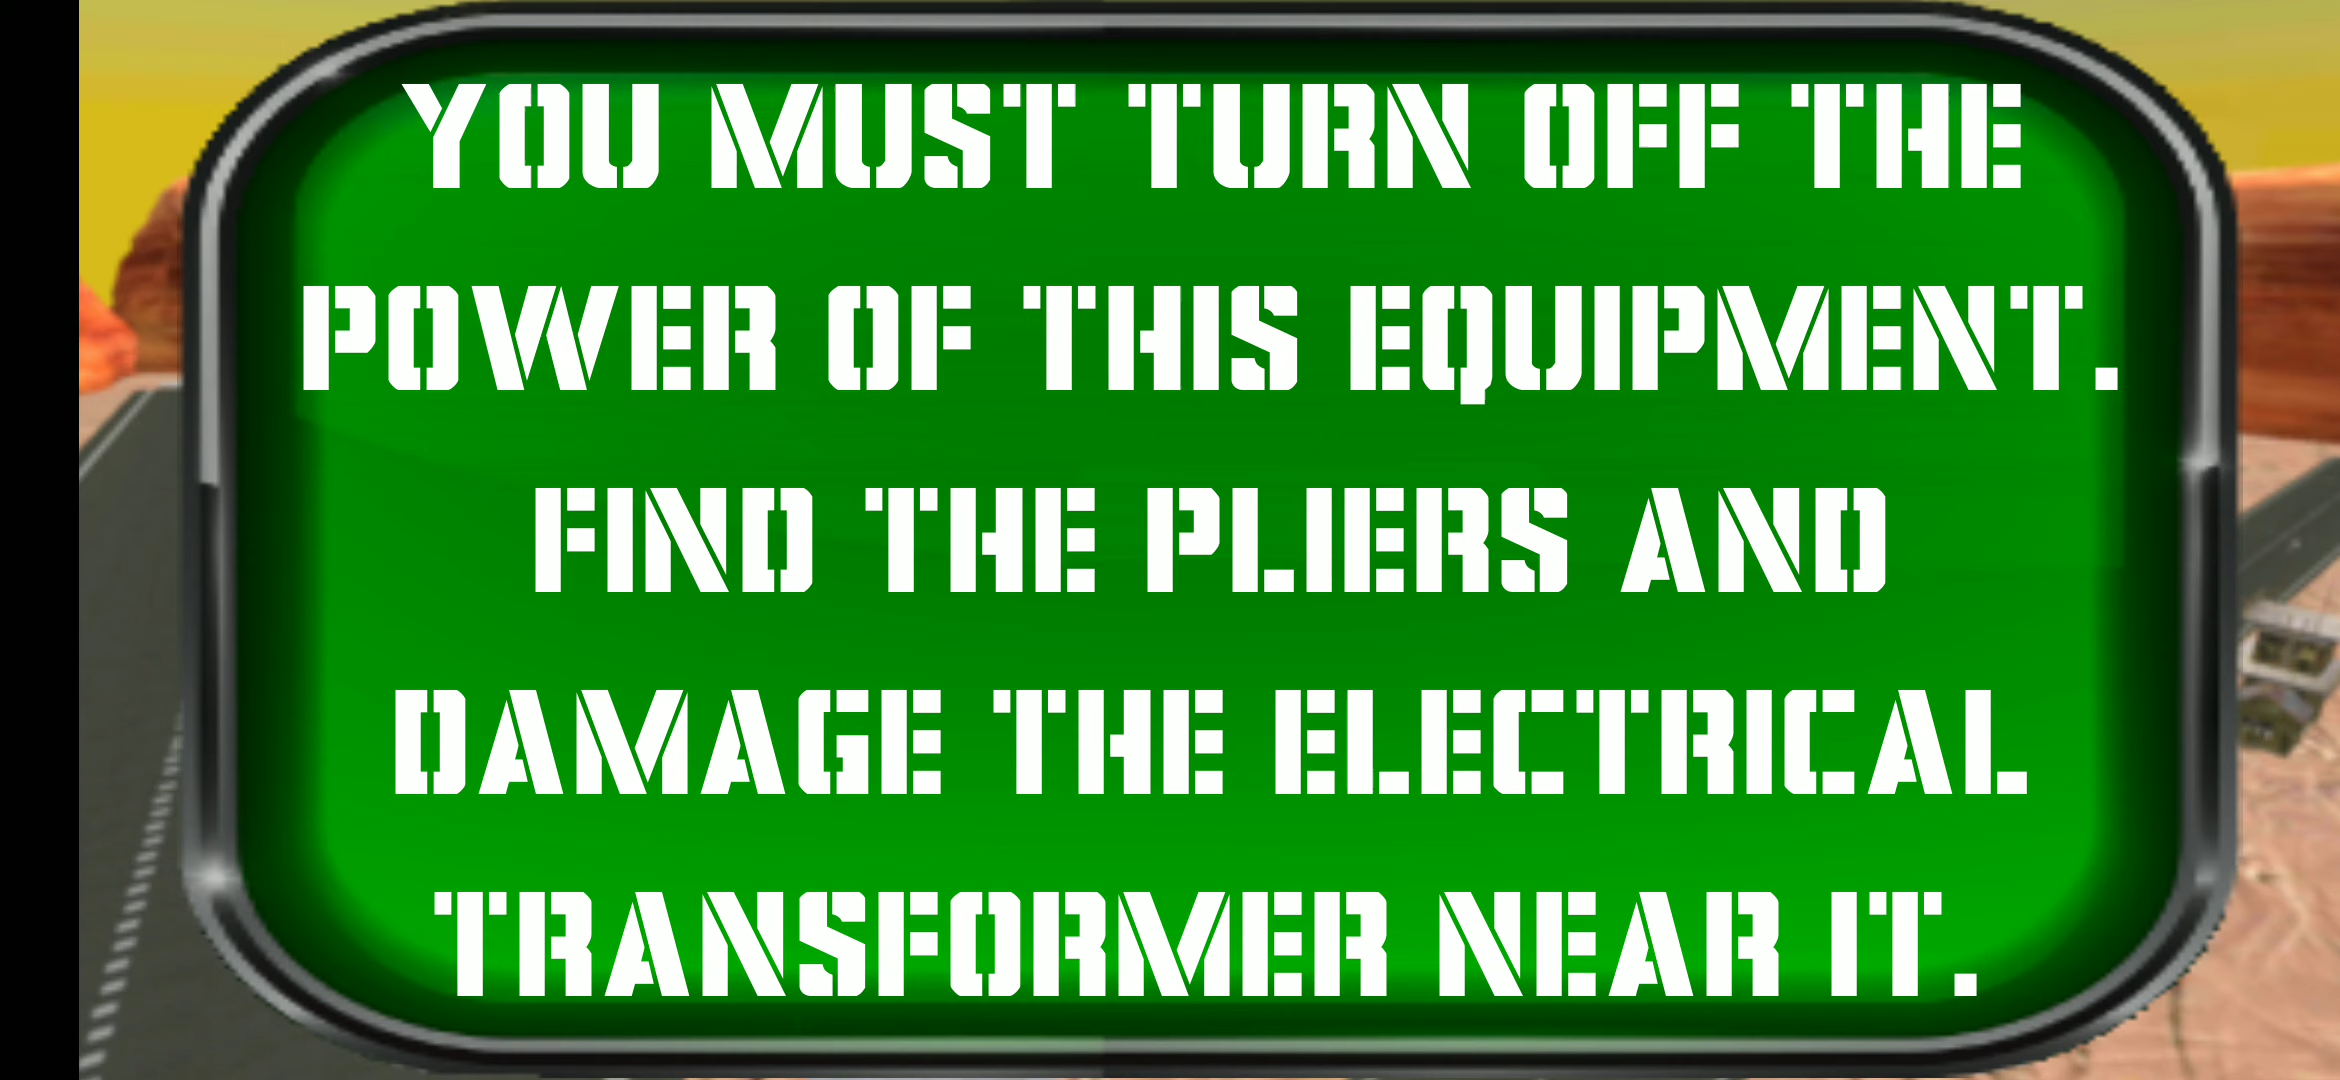 YOU MUST TURN OFF THE
POWER OF THIS EQUIPMENT.
FIND THE PLIERS AND
DAMAGE THE ELECTRICAL
TRANSFORMER NEAR IT.